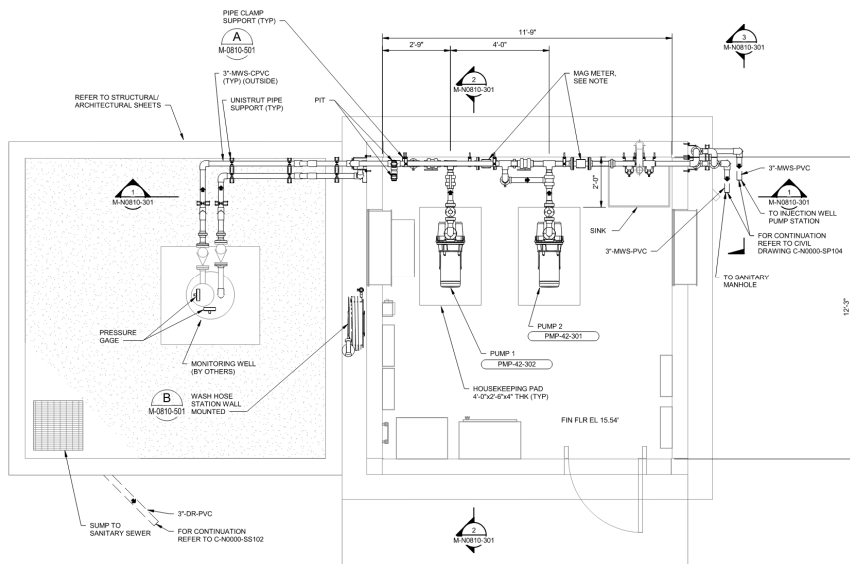 PIPE CLAMP
SUPPORT (TYP)
A
M-0810-501
3"-MWS-CPVC
(TYP) (OUTSIDE)
UNISTRUT PIPE
SUPPORT (TYP)
REFER TO STRUCTURAL/
ARCHITECTURAL SHEETS
PIT
11'-9"
2'-9"
4'-0"
2
M-N0810-301
MAG METER,
SEE NOTE
3
M-N0810-301
1
M-N0810-301
2'-0"
SINK
3"-MWS-PVC
3"-MWS-PVC
1
M-N0810-301
TO INJECTION WELL
PUMP STATION
FOR CONTINUATION
REFER TO CIVIL
DRAWING C-N0000-SP104
TO SANITARY
MANHOLE
12'-3"
PRESSURE
GAGE
MONITORING WELL
(BY OTHERS)
B
M-0810-501
WASH HOSE
STATION WALL
MOUNTED
PUMP 2
PMP-42-301
PUMP 1
PMP-42-302
HOUSEKEEPING PAD
4'-0"x2'-6"x4" THK (TYP)
FIN FLR EL 15.54'
SUMP TO
SANITARY SEWER
3"-DR-PVC
FOR CONTINUATION
REFER TO C-N0000-SS102
2
M-N0810-301